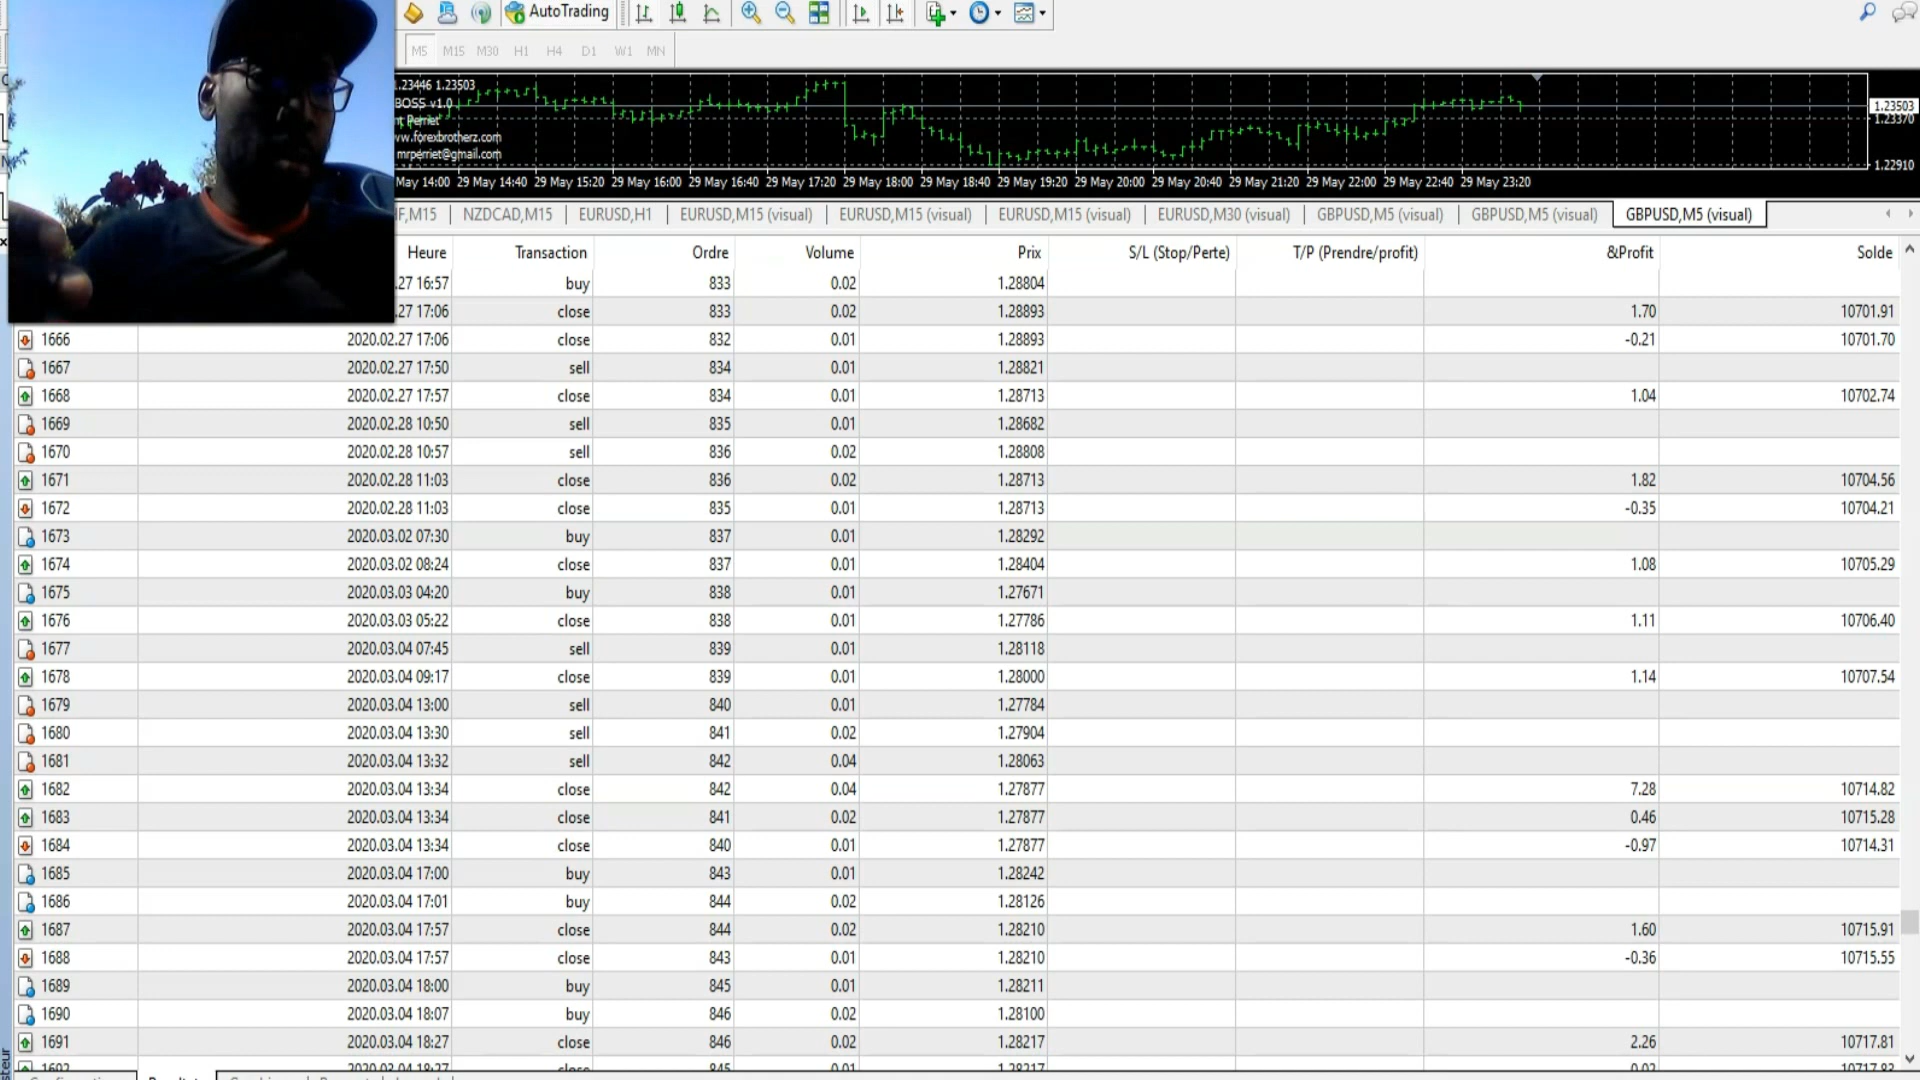 AutoTrading
M5 M15 M30 H1 H4 D1 W1 MN
1.23446 1.23503
BOSS v1.0
nt Perriet
ww.forexbrotherz.com
mrperriet@gmail.com
1.23503
1.23370
1.22910
May 14:00 29 May 14:40 29 May 15:20 29 May 16:00 29 May 16:40 29 May 17:20 29 May 18:00 29 May 18:40 29 May 19:20 29 May 20:00 29 May 20:40 29 May 21:20 29 May 22:00 29 May 22:40 29 May 23:20
F,M15 NZDCAD,M15 EURUSD,H1 EURUSD,M15 (visual) EURUSD,M15 (visual) EURUSD,M15 (visual) EURUSD,M30 (visual) GBPUSD,M5 (visual) GBPUSD,M5 (visual) GBPUSD,M5 (visual)
Heure Transaction Ordre Volume Prix S/L (Stop/Perte) T/P (Prendre/profit) &Profit Solde
.27 16:57 buy 833 0.02 1.28804
.27 17:06 close 833 0.02 1.28893 1.70 10701.91
1666 2020.02.27 17:06 close 832 0.01 1.28893 -0.21 10701.70
1667 2020.02.27 17:50 sell 834 0.01 1.28821
1668 2020.02.27 17:57 close 834 0.01 1.28713 1.04 10702.74
1669 2020.02.28 10:50 sell 835 0.01 1.28682
1670 2020.02.28 10:57 sell 836 0.02 1.28808
1671 2020.02.28 11:03 close 836 0.02 1.28713 1.82 10704.56
1672 2020.02.28 11:03 close 835 0.01 1.28713 -0.35 10704.21
1673 2020.03.02 07:30 buy 837 0.01 1.28292
1674 2020.03.02 08:24 close 837 0.01 1.28404 1.08 10705.29
1675 2020.03.03 04:20 buy 838 0.01 1.27671
1676 2020.03.03 05:22 close 838 0.01 1.27786 1.11 10706.40
1677 2020.03.04 07:45 sell 839 0.01 1.28118
1678 2020.03.04 09:17 close 839 0.01 1.28000 1.14 10707.54
1679 2020.03.04 13:00 sell 840 0.01 1.27784
1680 2020.03.04 13:30 sell 841 0.02 1.27904
1681 2020.03.04 13:32 sell 842 0.04 1.28063
1682 2020.03.04 13:34 close 842 0.04 1.27877 7.28 10714.82
1683 2020.03.04 13:34 close 841 0.02 1.27877 0.46 10715.28
1684 2020.03.04 13:34 close 840 0.01 1.27877 -0.97 10714.31
1685 2020.03.04 17:00 buy 843 0.01 1.28242
1686 2020.03.04 17:01 buy 844 0.02 1.28126
1687 2020.03.04 17:57 close 844 0.02 1.28210 1.60 10715.91
1688 2020.03.04 17:57 close 843 0.01 1.28210 -0.36 10715.55
1689 2020.03.04 18:00 buy 845 0.01 1.28211
1690 2020.03.04 18:07 buy 846 0.02 1.28100
1691 2020.03.04 18:27 close 846 0.02 1.28217 2.26 10717.81
1692 2020.03.04 18:27 close 845 0.01 1.28217